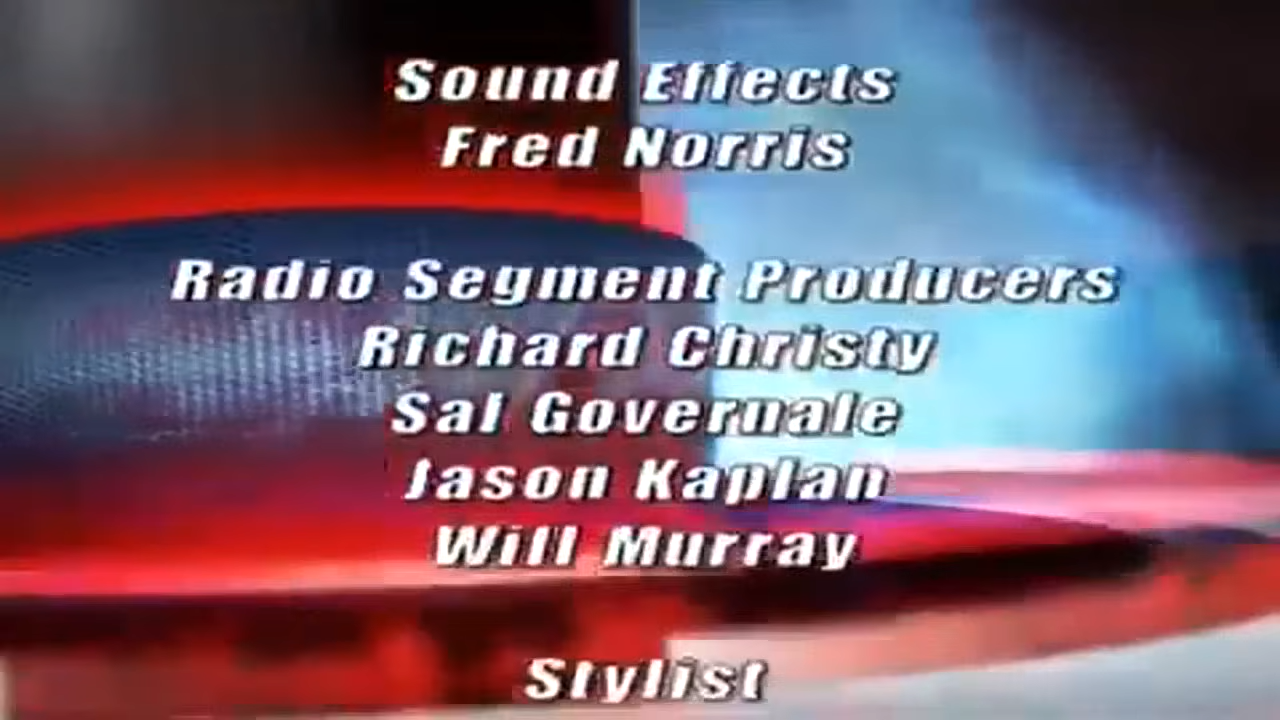 Sound Effects
Fred Norris
Radio Segment Producers
Richard Christy
Sal Governale
Jason Kaplan
Will Murray
Stylist